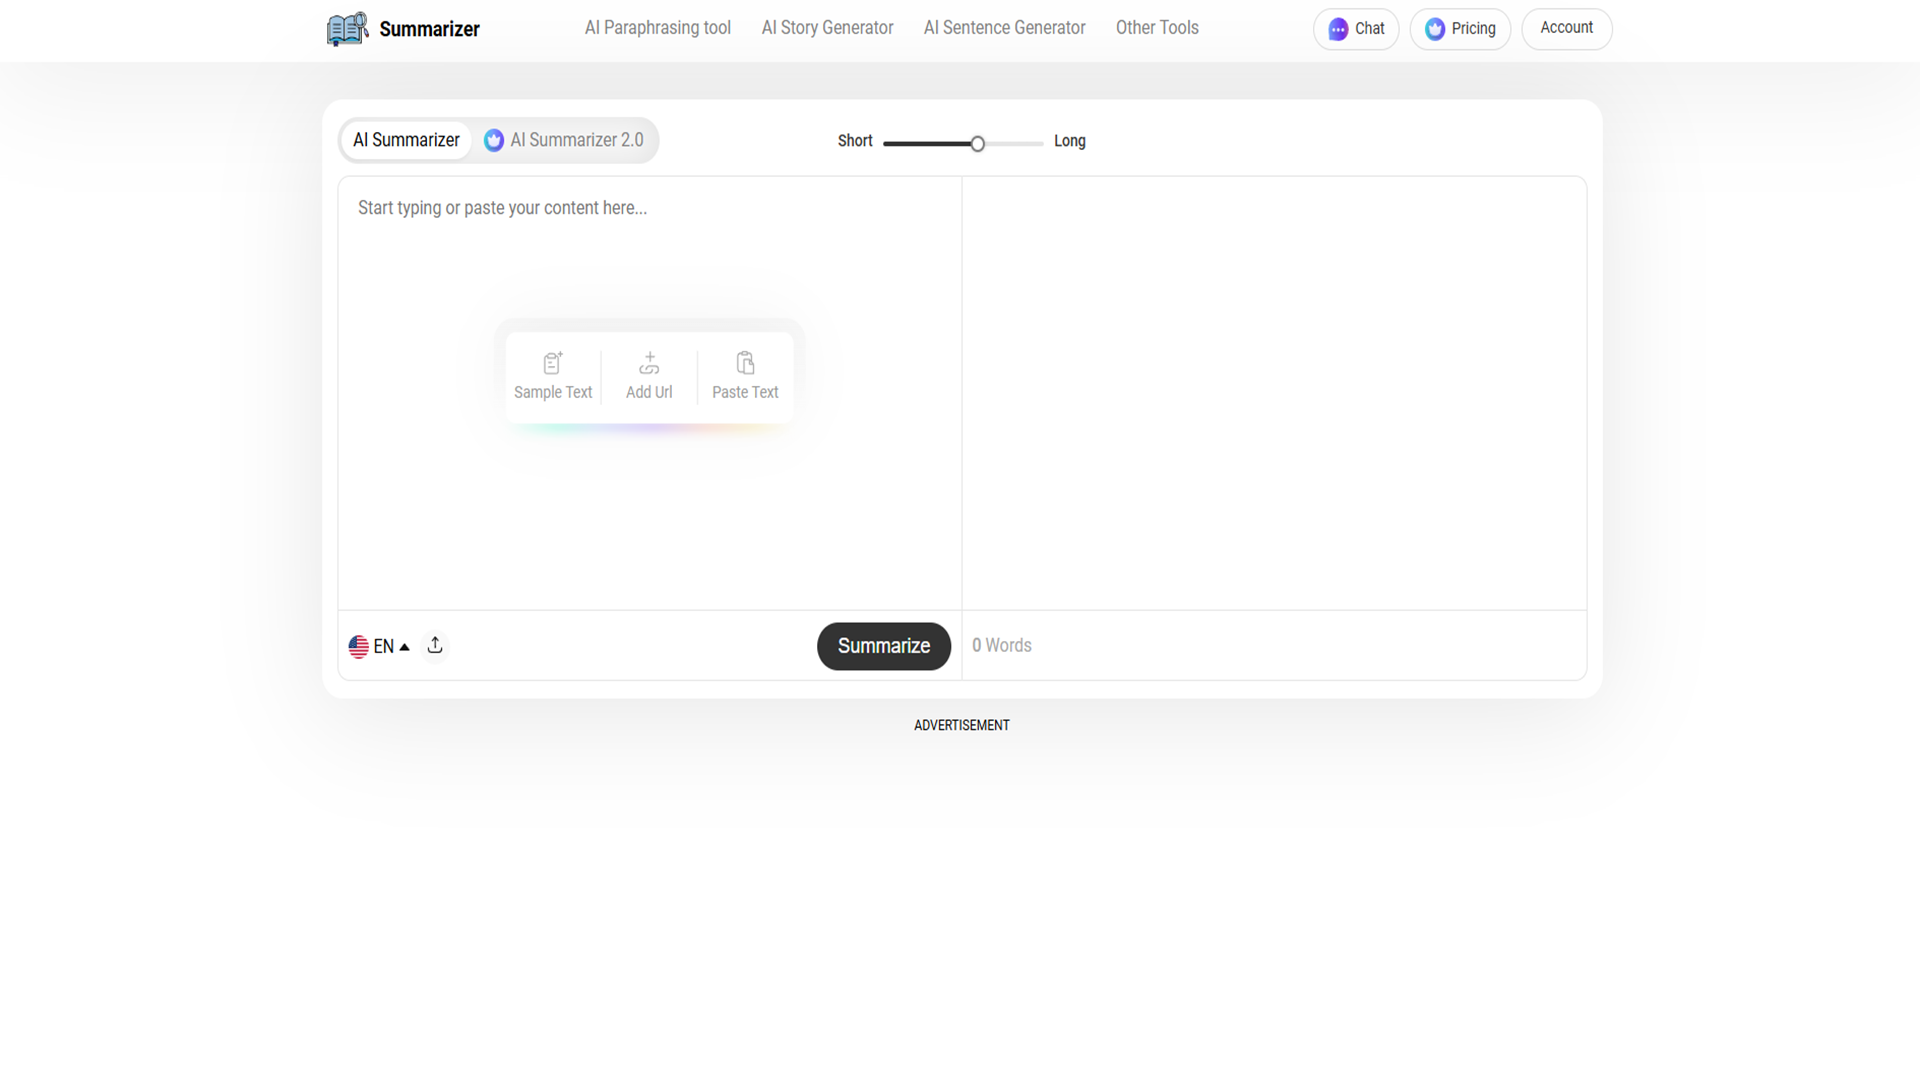 Summarizer
AI Paraphrasing tool
AI Story Generator
AI Sentence Generator
Other Tools
Chat
Pricing
Account
AI Summarizer
AI Summarizer 2.0
Short
Long
Start typing or paste your content here...
Sample Text
Add Url
Paste Text
EN
Summarize
0 Words
ADVERTISEMENT